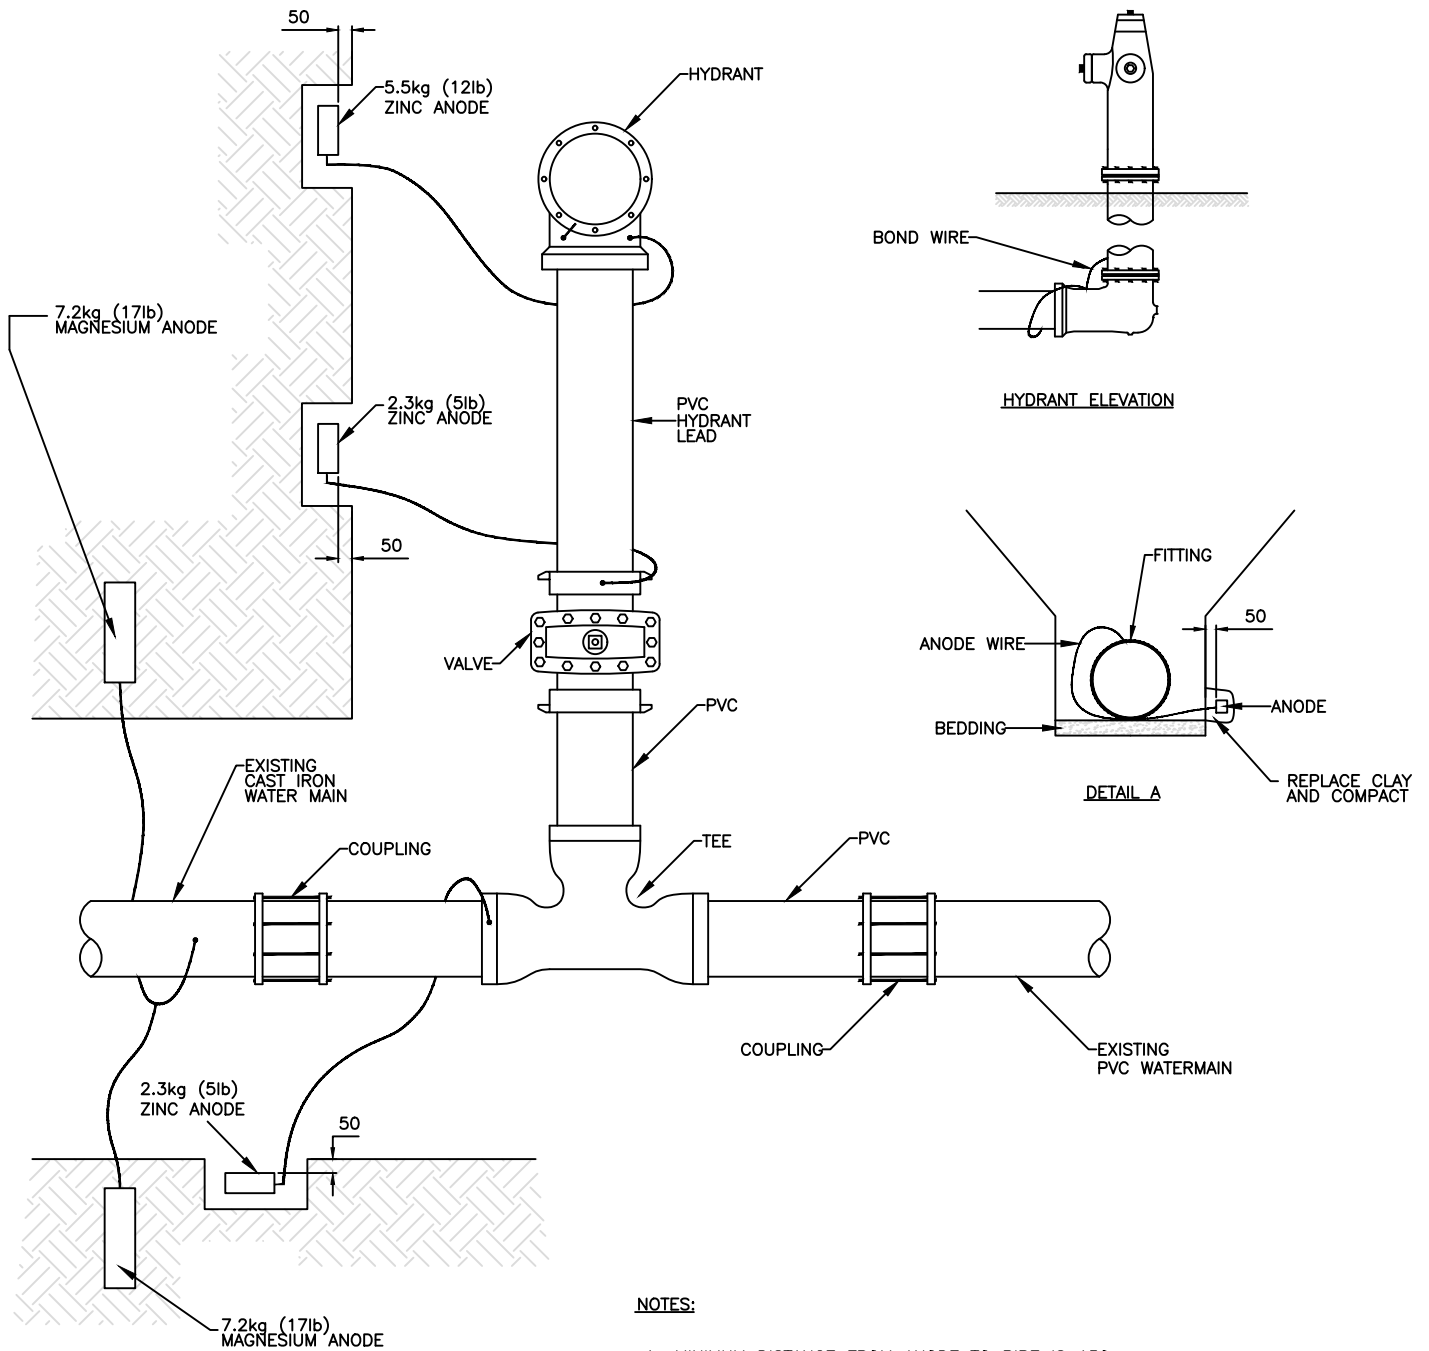 50
5.5kg (12lb)
ZINC ANODE
HYDRANT
BOND WIRE
7.2kg (17lb)
MAGNESIUM ANODE
HYDRANT ELEVATION
2.3kg (5lb)
ZINC ANODE
PVC
HYDRANT
LEAD
50
FITTING
50
ANODE WIRE
VALVE
PVC
ANODE
BEDDING
EXISTING
CAST IRON
WATER MAIN
REPLACE CLAY
AND COMPACT
DETAIL A
COUPLING
TEE
PVC
COUPLING
EXISTING
PVC WATERMAIN
2.3kg (5lb)
ZINC ANODE
50
NOTES:
7.2kg (17lb)
MAGNESIUM ANODE